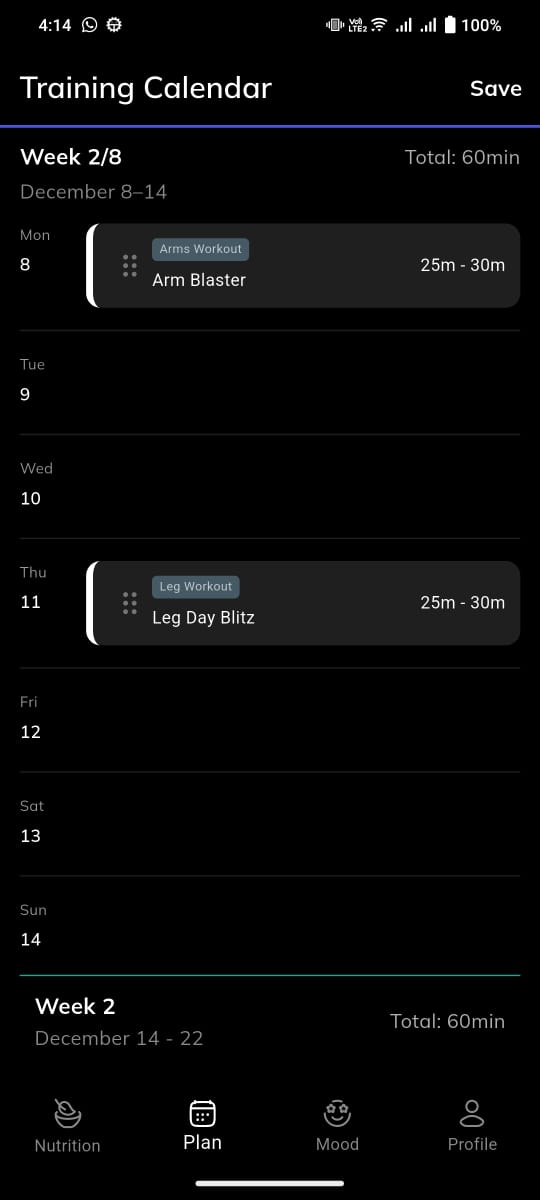 4:14 Vo)) LTE2 100%
Training Calendar Save
Week 2/8 Total: 60min
December 8–14
Mon
8
Arms Workout
Arm Blaster
25m - 30m
Tue
9
Wed
10
Thu
11
Leg Workout
Leg Day Blitz
25m - 30m
Fri
12
Sat
13
Sun
14
Week 2
December 14 - 22
Total: 60min
Nutrition Plan Mood Profile